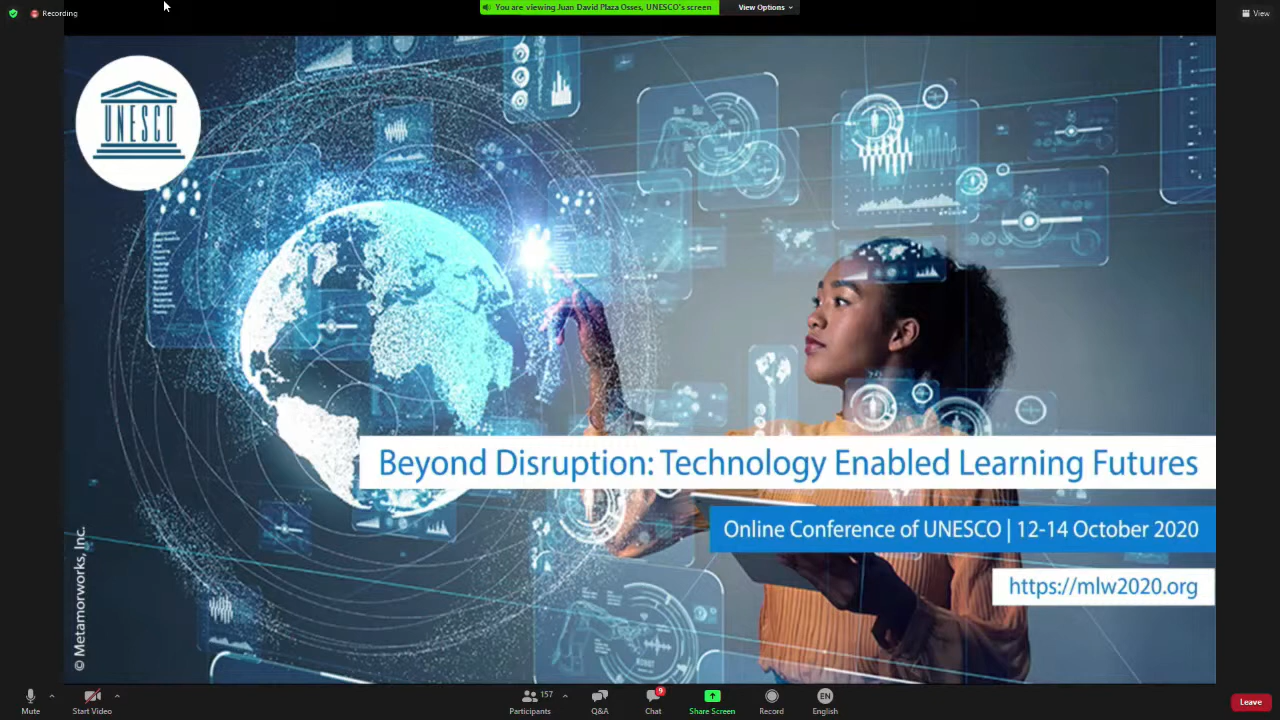 Recording
You are viewing Juan David Plaza Osses, UNESCO's screen
View Options
View
UNESCO
Beyond Disruption: Technology Enabled Learning Futures
Online Conference of UNESCO | 12-14 October 2020
https://mlw2020.org
© Metamorworks, Inc.
Mute
Start Video
157
Participants
Q&A
9
Chat
Share Screen
Record
EN
English
Leave